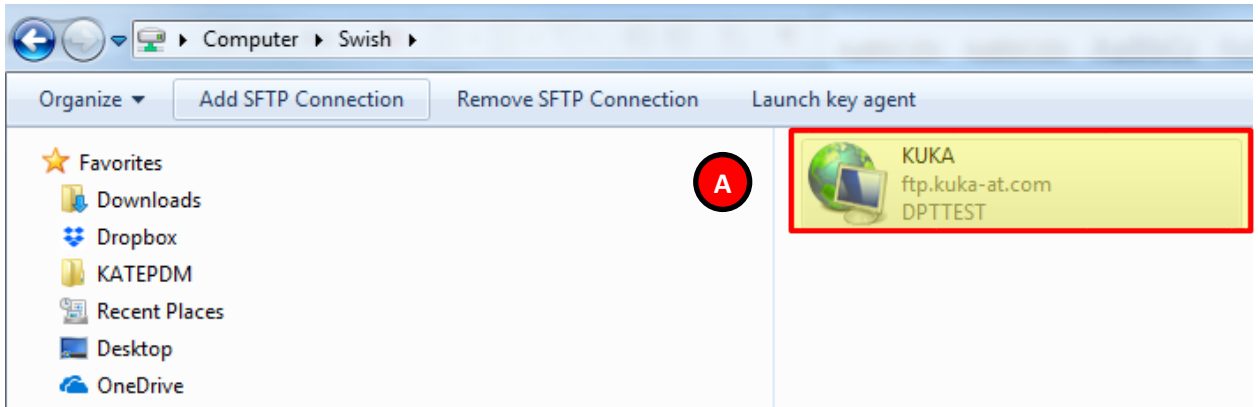 Computer Swish
Organize Add SFTP Connection Remove SFTP Connection Launch key agent
Favorites
Downloads
Dropbox
KATEPDM
Recent Places
Desktop
OneDrive
A
KUKA
ftp.kuka-at.com
DPTTEST